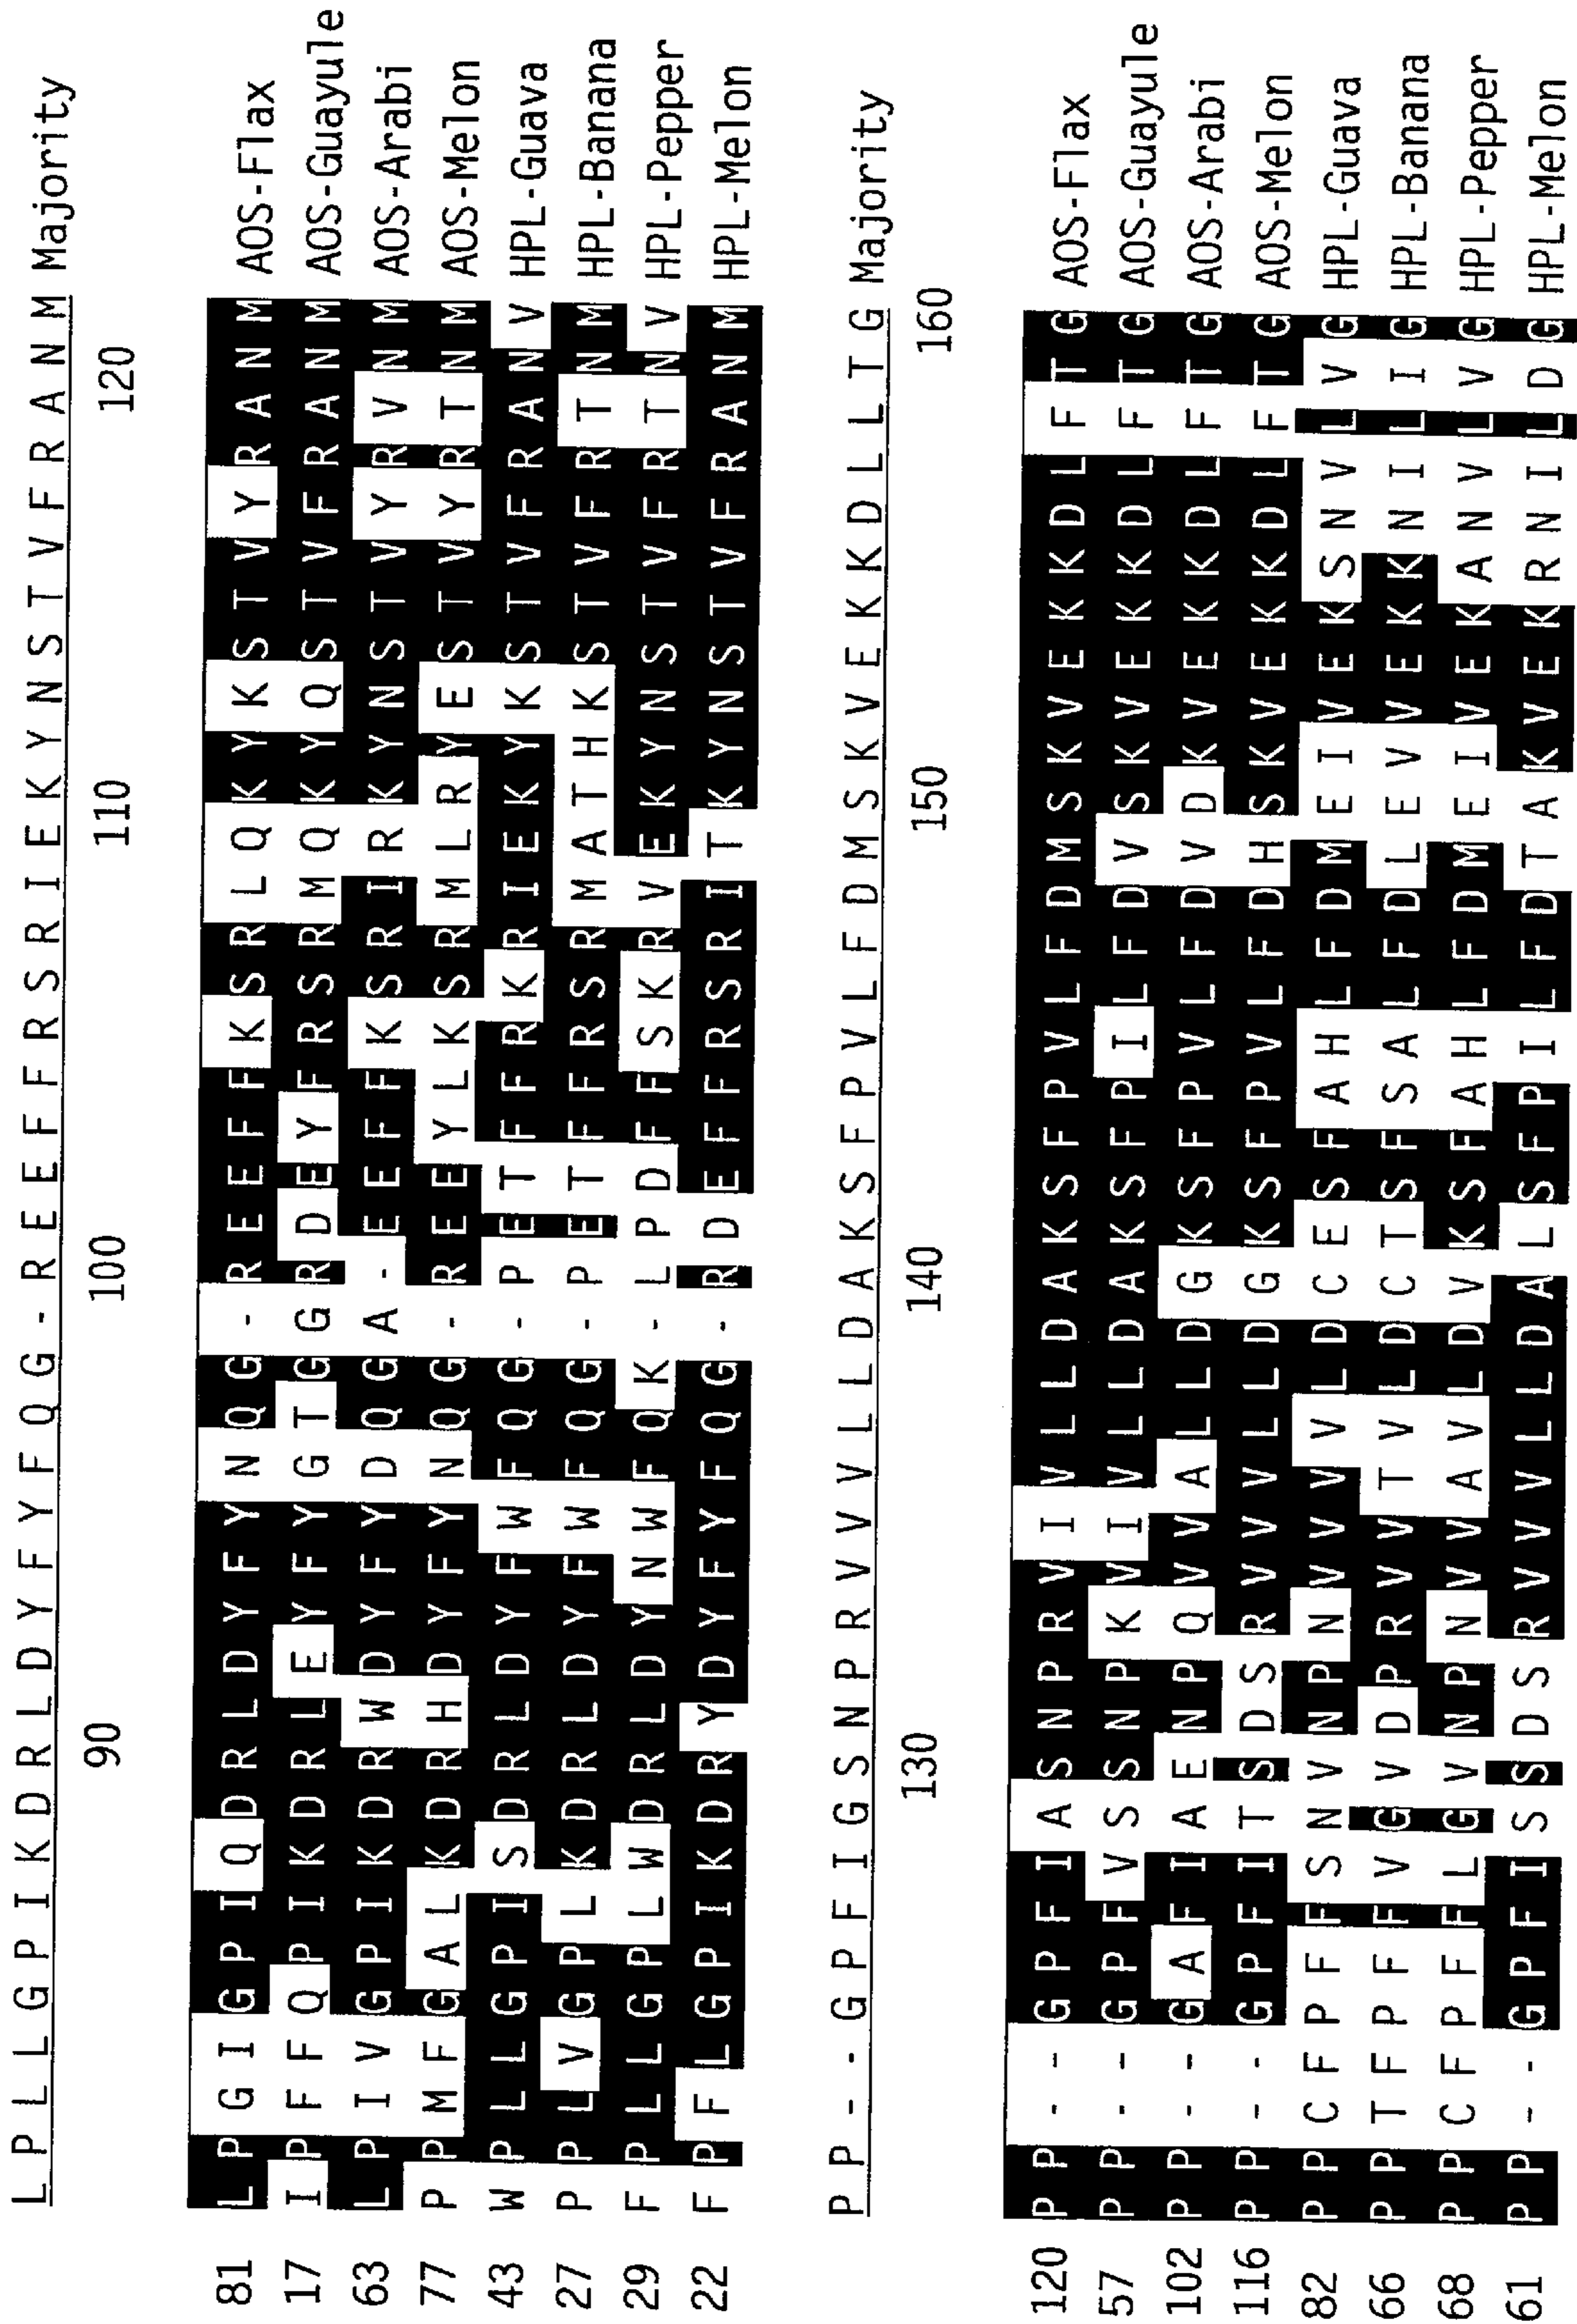 L P L L G P I K D R L D Y F Y F Q G - R E E F F R S R I E K Y N S T V F R A N M Majority
90 100 110 120
81 L P G I G P I Q D R L D Y F Y N Q G - R E E F F K S R L Q K Y K S T V Y R A N M AOS-Flax
17 I P F F Q P I K D R L E Y F Y G T G G R D E Y F R S R M Q K Y Q S T V F R A N M AOS-Guayule
63 L P I V G P I K D R W D Y F Y D Q G A - E E F F K S R I R K Y N S T V Y R V N M AOS-Arabi
77 P P M F G A L K D R H D Y F Y N Q G - R E E Y L K S R M L R Y E S T V Y R T N M AOS-Melon
43 W P L L G P I S D R L D Y F W F Q G - P E T F F R K R I E K Y K S T V F R A N V HPL-Guava
27 P P L V G P L K D R L D Y F W F Q G - P E T F F R S R M A T H K S T V F R T N M HPL-Banana
29 F P L L G P L W D R L D Y N W F Q K - L P D F F S K R V E K Y N S T V F R T N V HPL-Pepper
22 F P F L G P I K D R Y D Y F Y F Q G - R D E F F R S R I T K Y N S T V F R A N M HPL-Melon
P P - - G P F I G S N P R V V V L L D A K S F P V L F D M S K V E K K D L L T G Majority
130 140 150 160
120 P P - - G P F I A S N P R V I V L L D A K S F P V L F D M S K V E K K D L F T G AOS-Flax
57 P P - - G P F V S S N P K V I V L L D A K S F P I L F D V S K V E K K D L F T G AOS-Guayule
102 P P - - G A F I A E N P Q V V A L L D G K S F P V L F D V D K V E K K D L F T G AOS-Arabi
116 P P - - G P F I T S D S R V V V L L D G K S F P V L F D H S K V E K K D L F T G AOS-Melon
82 P P C F P F F S N V N P N V V V V L D C E S F A H L F D M E I V E K S N V L V G HPL-Guava
66 P P T F P F F V G V D P R V V T V L D C T S F S A L F D L E V V E K K N I L I G HPL-Banana
68 P P C F P F F L G V N P N V V A V L D V K S F A H L F D M E I V E K A N V L V G HPL-Pepper
61 P P - - G P F I S S D S R V V V L L D A L S F P I L F D T A K V E K R N I L D G HPL-Melon